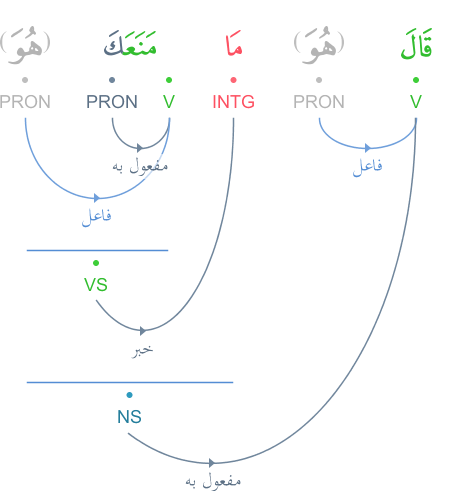 قَالَ (هُوَ) مَا مَنَعَكَ (هُوَ)
V PRON INTG V PRON PRON
مفعول به
فاعل
فاعل
VS
خبر
NS
مفعول به